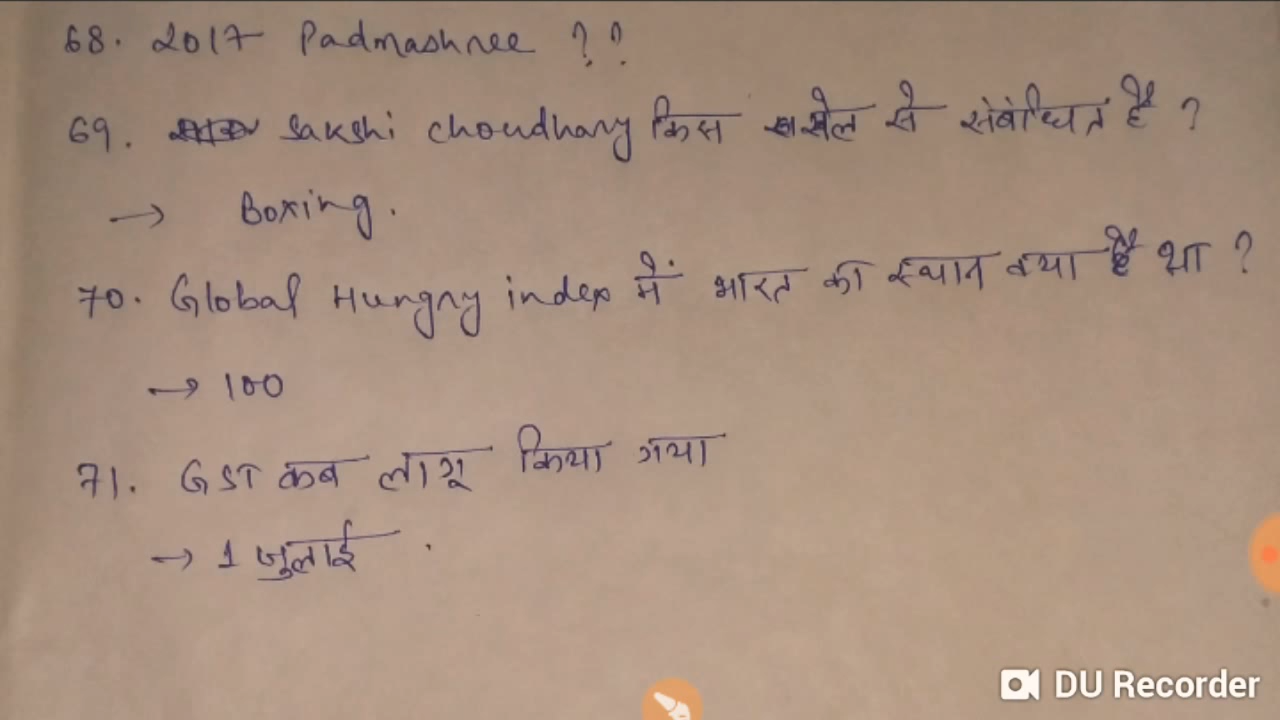 68. 2017 Padmashree ??
69. Sakshi Choudhary किस खेल से संबंधित है ?
→ Boxing.
70. Global Hungry index में भारत का स्थान क्या था ?
→ 100
71. GST कब लागू किया गया
→ 1 जुलाई .
DU Recorder